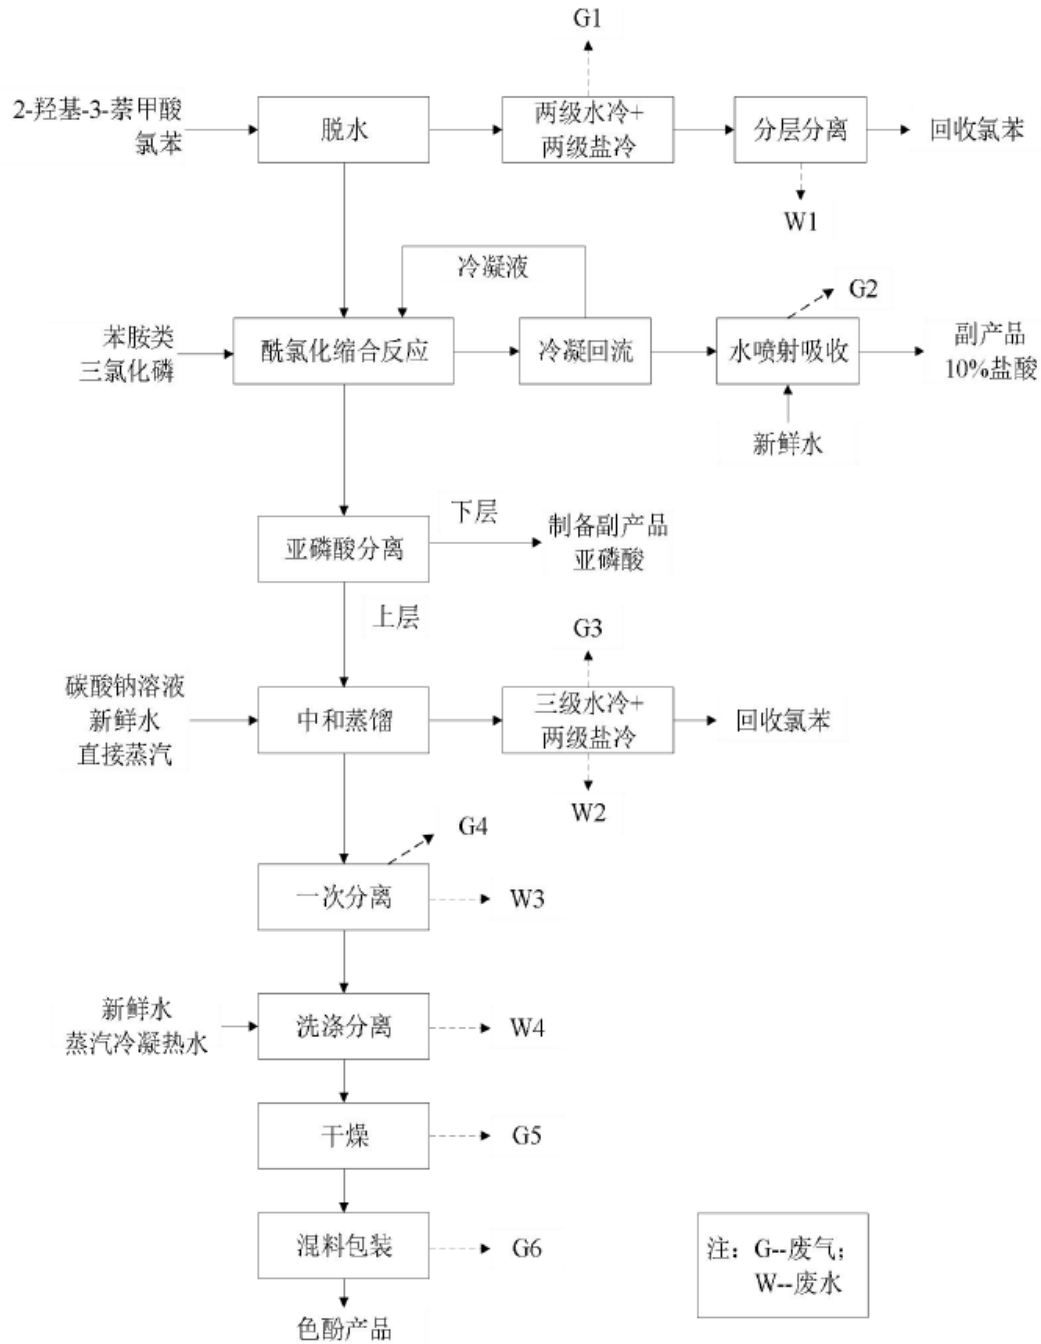 G1
2-羟基-3-萘甲酸
氯苯
脱水
两级水冷+
两级盐冷
分层分离
回收氯苯
W1
冷凝液
G2
苯胺类
三氯化磷
酰氯化缩合反应
冷凝回流
水喷射吸收
副产品
10%盐酸
新鲜水
亚磷酸分离
下层
制备副产品
亚磷酸
上层
G3
碳酸钠溶液
新鲜水
直接蒸汽
中和蒸馏
三级水冷+
两级盐冷
回收氯苯
W2
G4
一次分离
W3
新鲜水
蒸汽冷凝热水
洗涤分离
W4
干燥
G5
混料包装
G6
注：G--废气；
W--废水
色酚产品